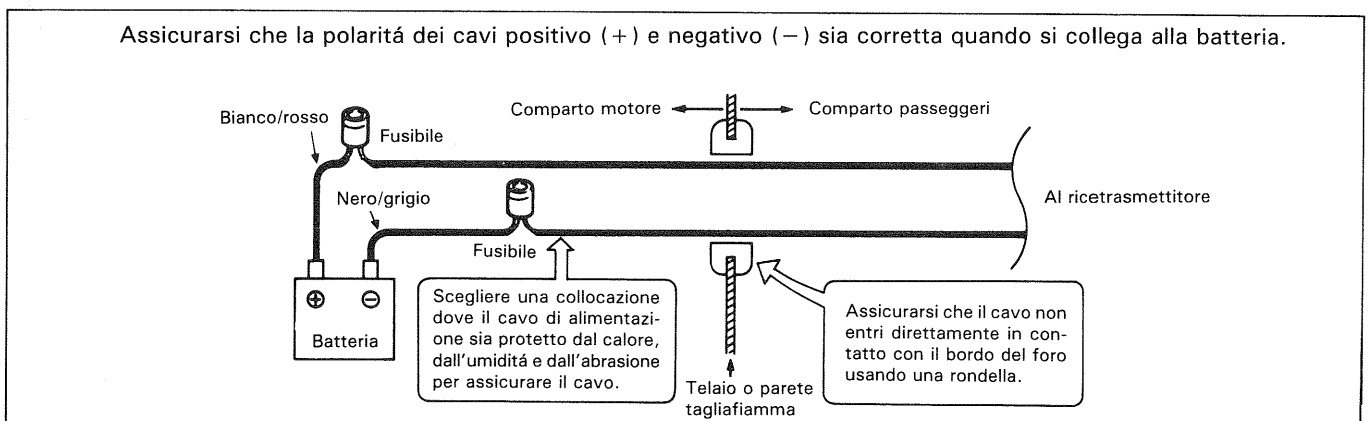 Assicurarsi che la polaritá dei cavi positivo (+) e negativo (−) sia corretta quando si collega alla batteria.
Comparto motore
Comparto passeggeri
Bianco/rosso
Fusibile
Nero/grigio
Al ricetrasmettitore
Fusibile
Scegliere una collocazione
dove il cavo di alimentazi-
one sia protetto dal calore,
dall'umiditá e dall'abrasione
per assicurare il cavo.
Assicurarsi che il cavo non
entri direttamente in con-
tatto con il bordo del foro
usando una rondella.
⊕ ⊖
Batteria
Telaio o parete
tagliafiamma